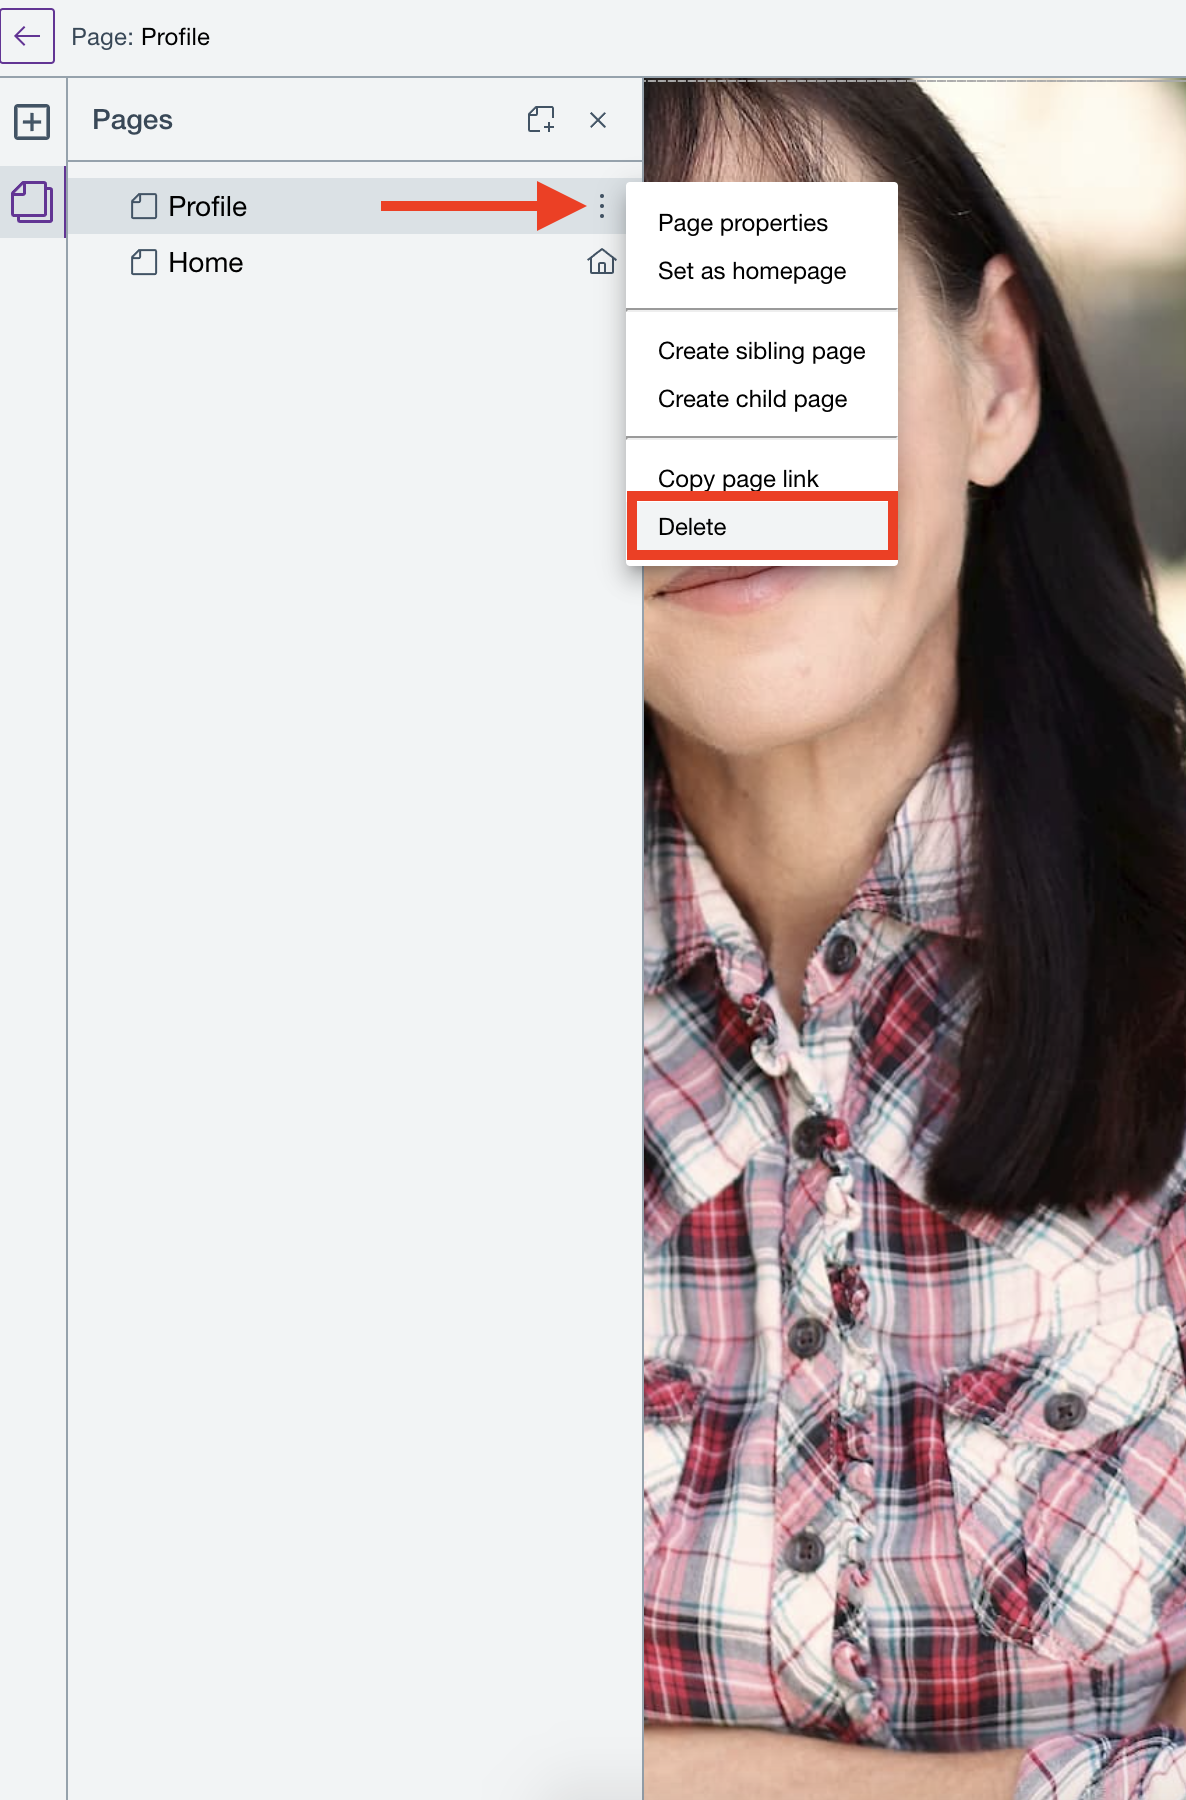 Page: Profile
Pages
Profile
Home
Page properties
Set as homepage
Create sibling page
Create child page
Copy page link
Delete